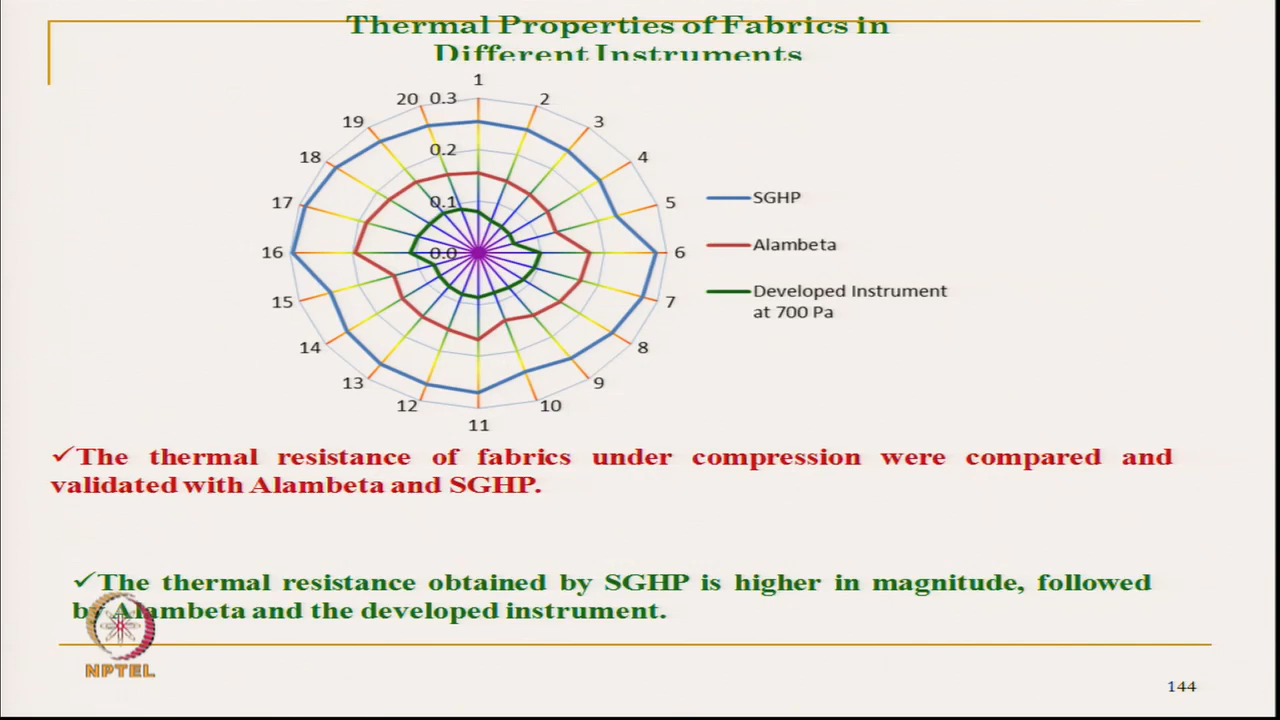 Thermal Properties of Fabrics in
Different Instruments
1
2
3
4
5
6
7
8
9
10
11
12
13
14
15
16
17
18
19
20
0.3
0.2
0.1
0.0
SGHP
Alambeta
Developed Instrument
at 700 Pa
✓The thermal resistance of fabrics under compression were compared and
validated with Alambeta and SGHP.
✓The thermal resistance obtained by SGHP is higher in magnitude, followed
by Alambeta and the developed instrument.
NPTEL
144